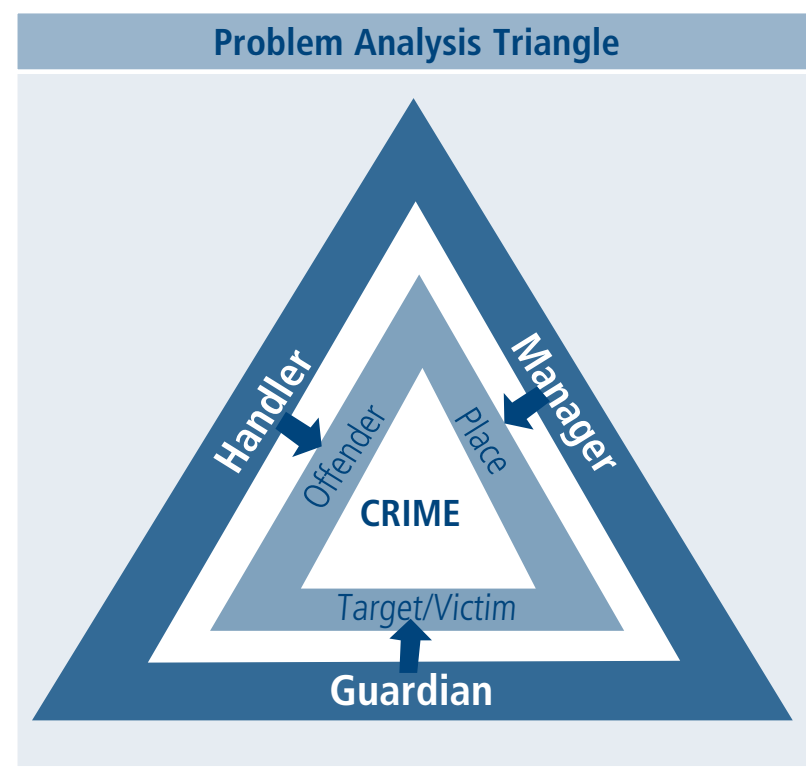 Problem Analysis Triangle
Handler
Manager
Offender
Place
CRIME
Target/Victim
Guardian